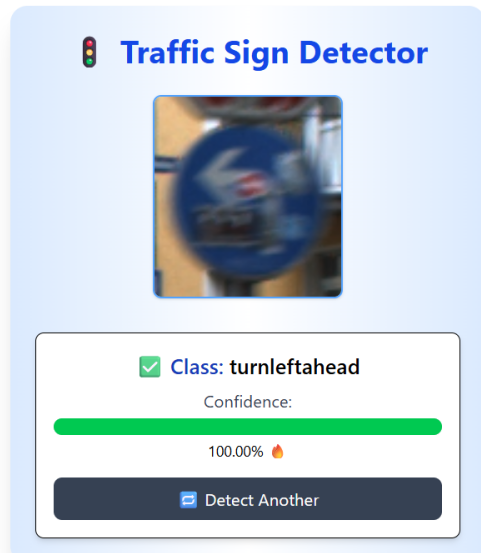 Traffic Sign Detector
Class: turnleftahead
Confidence:
100.00%
Detect Another